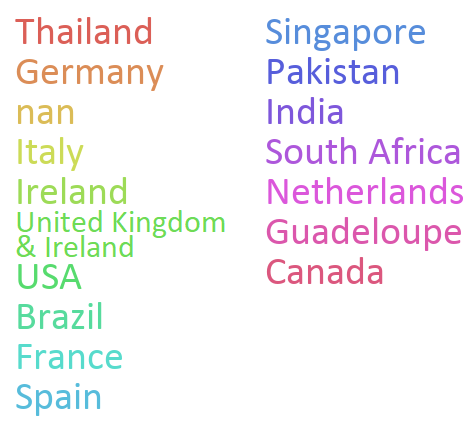 Thailand
Germany
nan
Italy
Ireland
United Kingdom
& Ireland
USA
Brazil
France
Spain
Singapore
Pakistan
India
South Africa
Netherlands
Guadeloupe
Canada